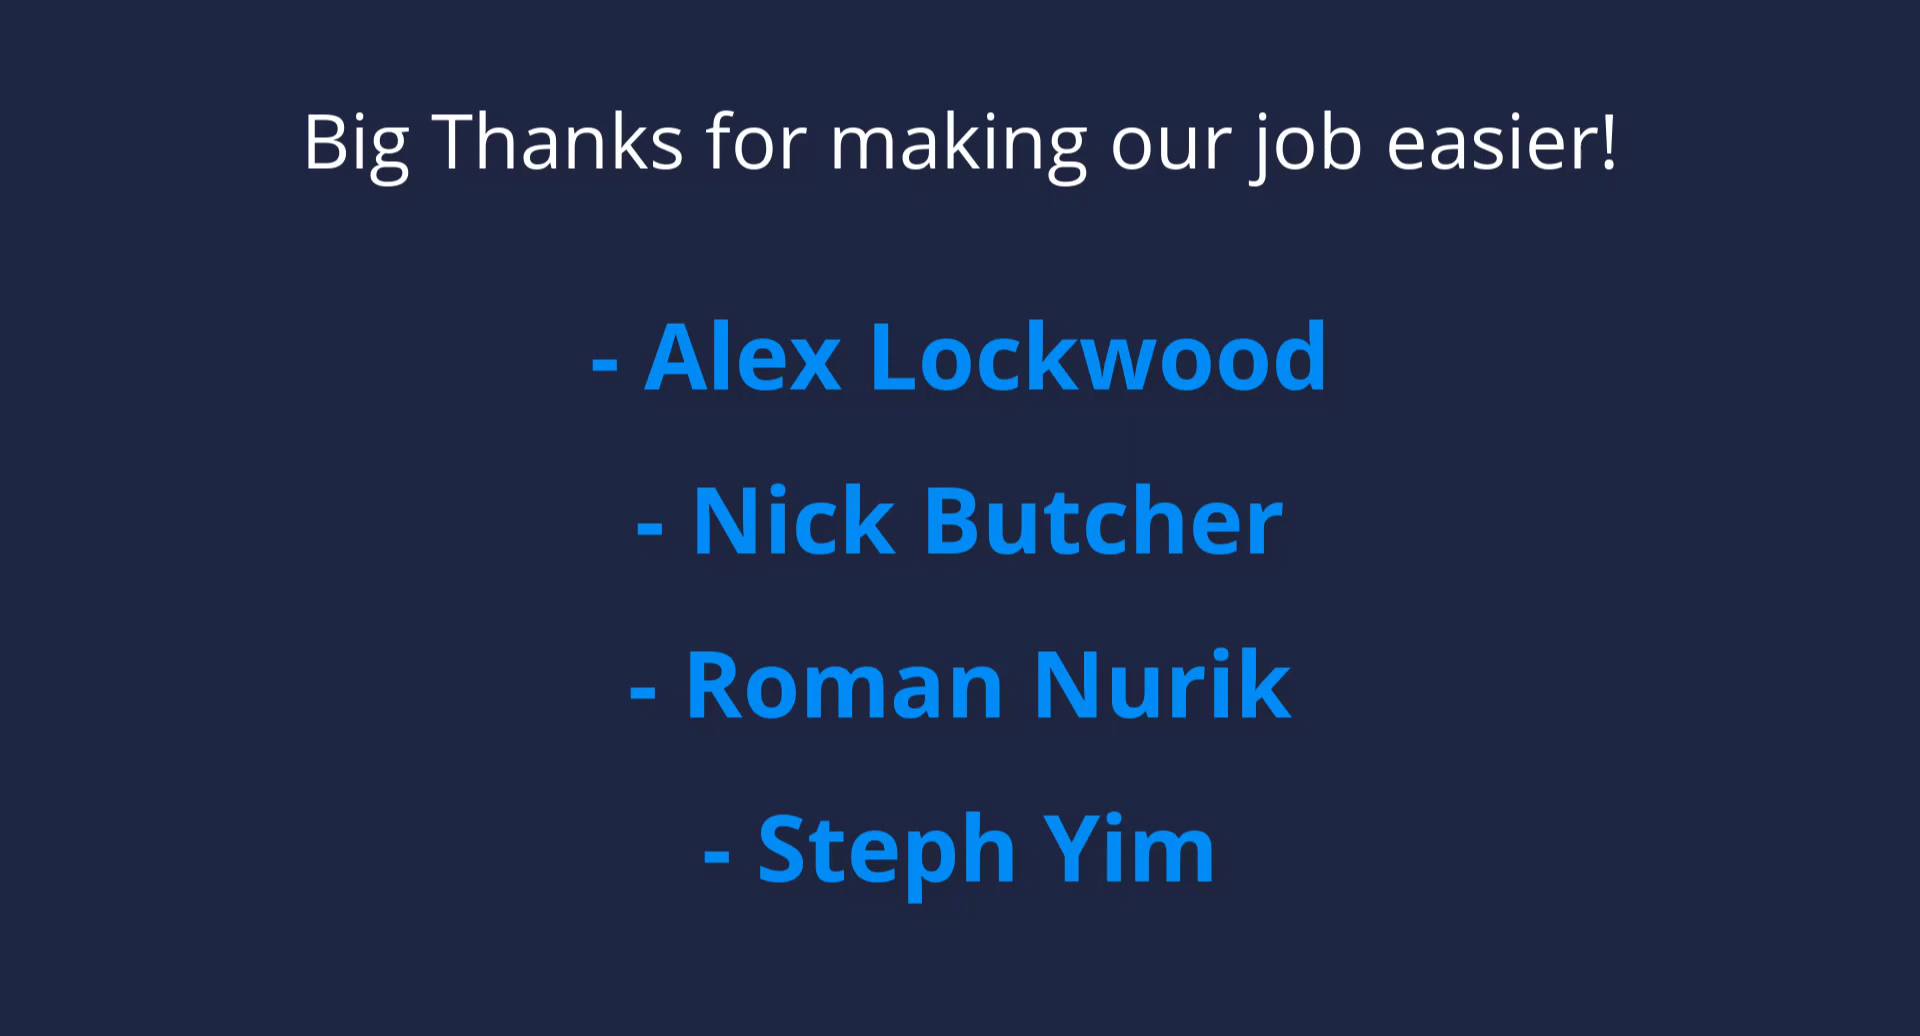 Big Thanks for making our job easier!
- Alex Lockwood
- Nick Butcher
- Roman Nurik
- Steph Yim